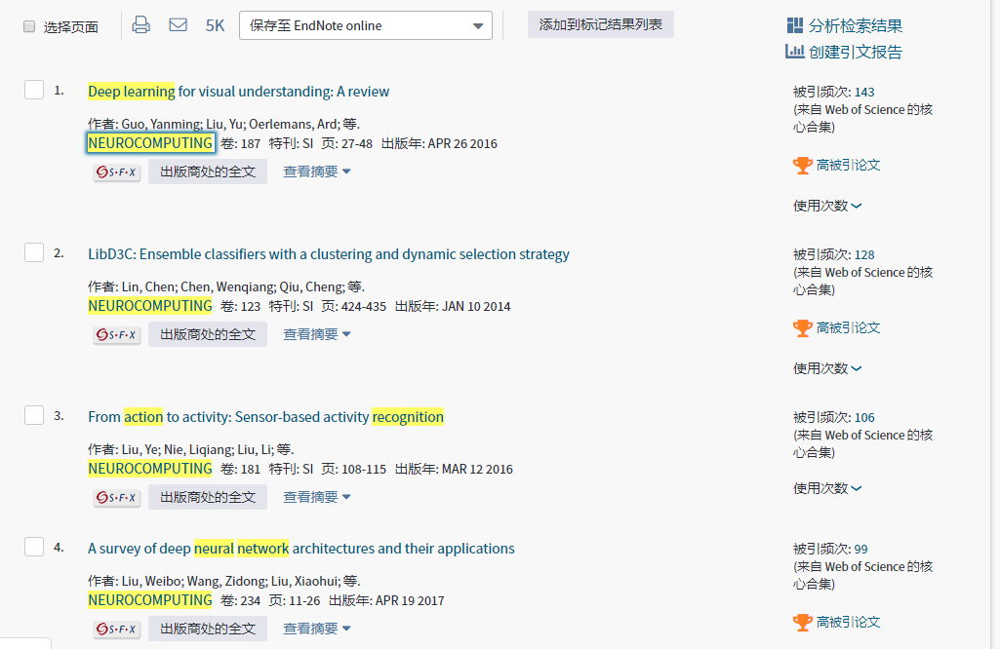 选择页面 5K 保存至 EndNote online 添加到标记结果列表 分析检索结果
创建引文报告
1. Deep learning for visual understanding: A review
作者: Guo, Yanming; Liu, Yu; Oerlemans, Ard; 等.
NEUROCOMPUTING 卷: 187 特刊: SI 页: 27-48 出版年: APR 26 2016
S·F·X 出版商处的全文 查看摘要
被引频次: 143
(来自 Web of Science 的核
心合集)
高被引论文
使用次数
2. LibD3C: Ensemble classifiers with a clustering and dynamic selection strategy
作者: Lin, Chen; Chen, Wenqiang; Qiu, Cheng; 等.
NEUROCOMPUTING 卷: 123 特刊: SI 页: 424-435 出版年: JAN 10 2014
S·F·X 出版商处的全文 查看摘要
被引频次: 128
(来自 Web of Science 的核
心合集)
高被引论文
使用次数
3. From action to activity: Sensor-based activity recognition
作者: Liu, Ye; Nie, Liqiang; Liu, Li; 等.
NEUROCOMPUTING 卷: 181 特刊: SI 页: 108-115 出版年: MAR 12 2016
S·F·X 出版商处的全文 查看摘要
被引频次: 106
(来自 Web of Science 的核
心合集)
使用次数
4. A survey of deep neural network architectures and their applications
作者: Liu, Weibo; Wang, Zidong; Liu, Xiaohui; 等.
NEUROCOMPUTING 卷: 234 页: 11-26 出版年: APR 19 2017
S·F·X 出版商处的全文 查看摘要
被引频次: 99
(来自 Web of Science 的核
心合集)
高被引论文